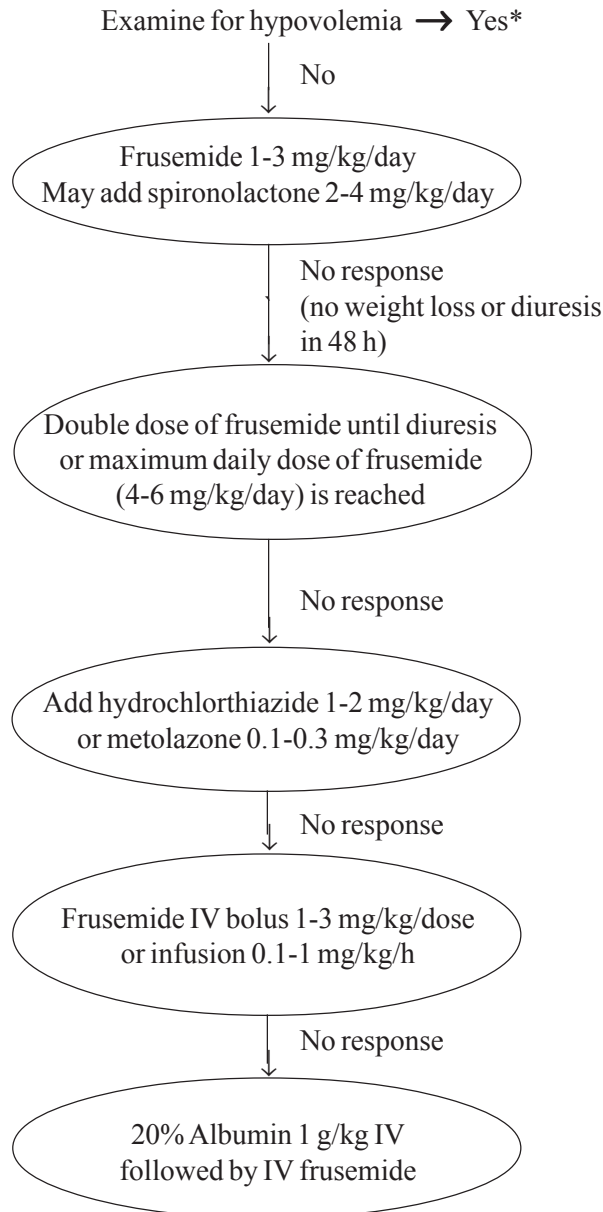 Examine for hypovolemia → Yes*
No
Frusemide 1-3 mg/kg/day
May add spironolactone 2-4 mg/kg/day
No response
(no weight loss or diuresis
in 48 h)
Double dose of frusemide until diuresis
or maximum daily dose of frusemide
(4-6 mg/kg/day) is reached
No response
Add hydrochlorthiazide 1-2 mg/kg/day
or metolazone 0.1-0.3 mg/kg/day
No response
Frusemide IV bolus 1-3 mg/kg/dose
or infusion 0.1-1 mg/kg/h
No response
20% Albumin 1 g/kg IV
followed by IV frusemide